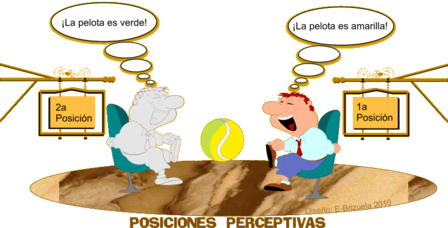 ¡La pelota es verde!
¡La pelota es amarilla!
2a
Posición
1a
Posición
Diseño: E-Brizuela 2010
POSICIONES PERCEPTIVAS